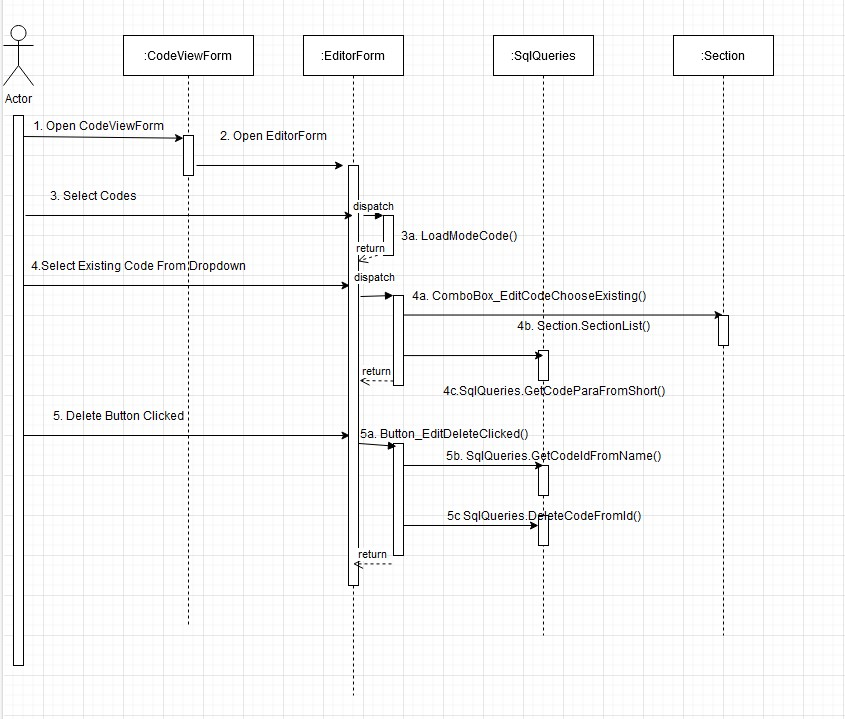 :CodeViewForm
:EditorForm
:SqlQueries
:Section
Actor
1. Open CodeViewForm
2. Open EditorForm
3. Select Codes
dispatch
3a. LoadModeCode()
return
4.Select Existing Code From Dropdown
dispatch
4a. ComboBox_EditCodeChooseExisting()
4b. Section.SectionList()
return
4c.SqlQueries.GetCodeParaFromShort()
5. Delete Button Clicked
5a. Button_EditDeleteClicked()
5b. SqlQueries.GetCodeIdFromName()
5c SqlQueries.DeleteCodeFromId()
return